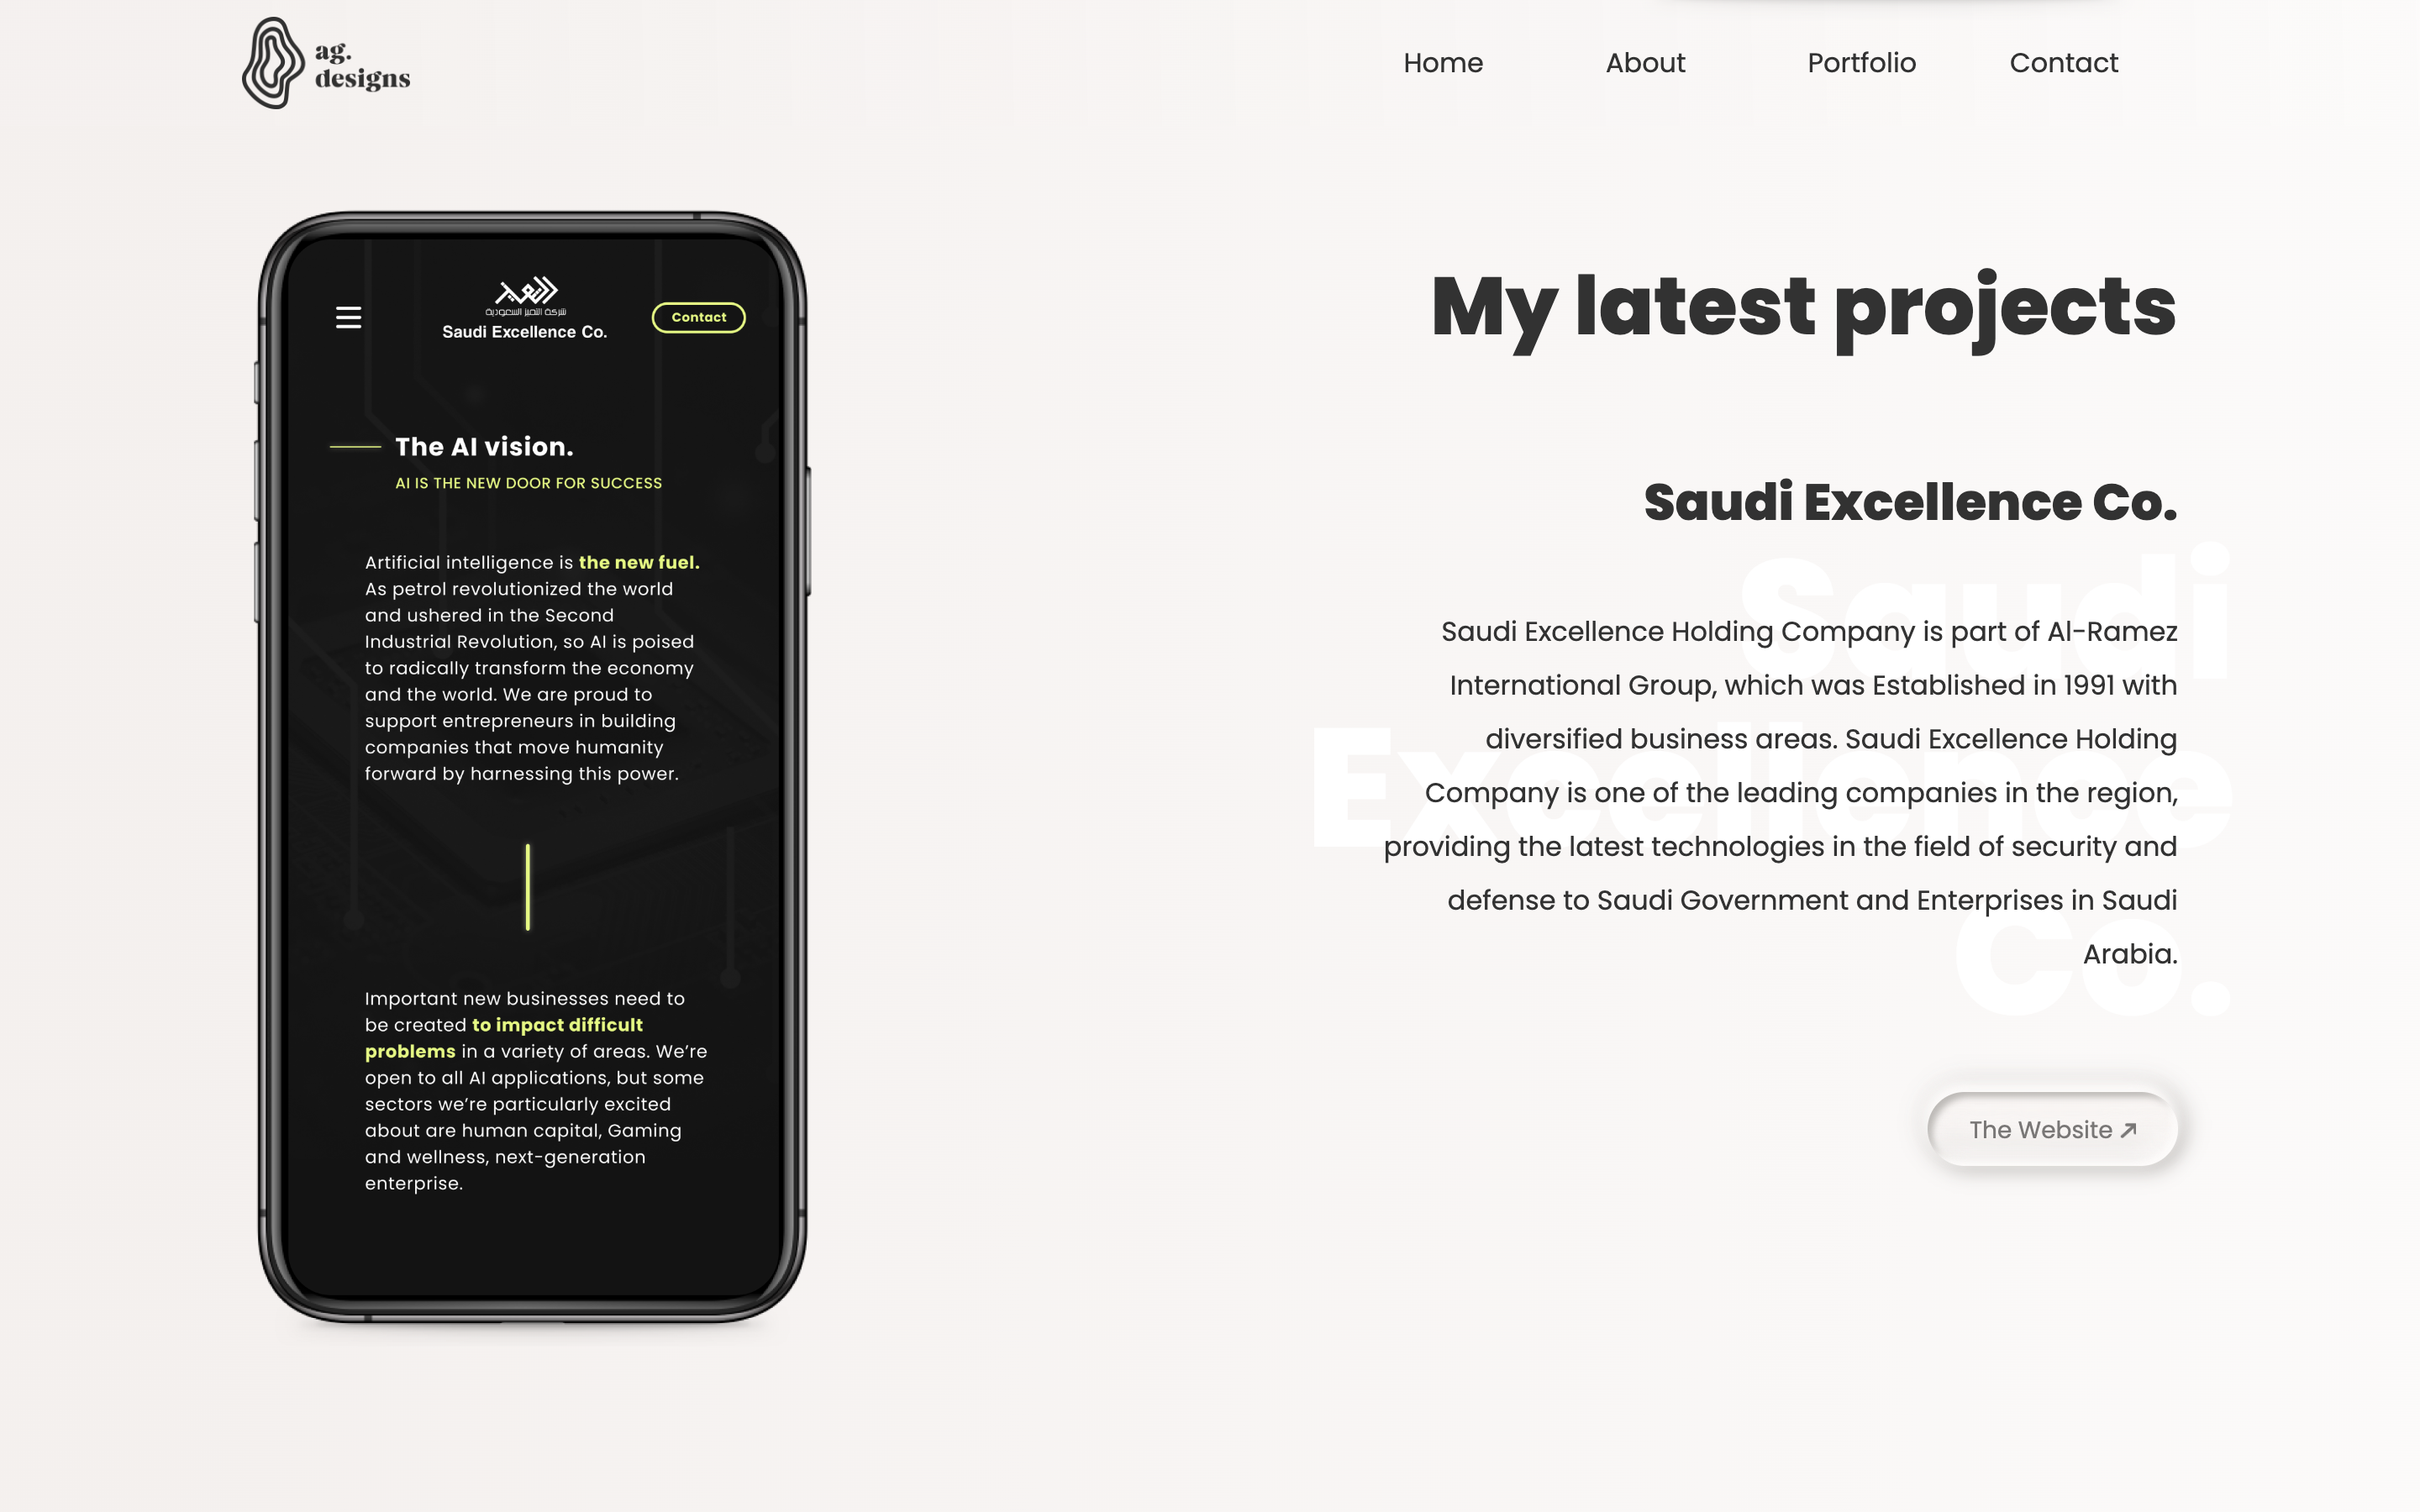 ag.
designs
Home
About
Portfolio
Contact
شركة التميز السعودية
Saudi Excellence Co.
Contact
The AI vision.
AI IS THE NEW DOOR FOR SUCCESS
Artificial intelligence is the new fuel.
As petrol revolutionized the world
and ushered in the Second
Industrial Revolution, so AI is poised
to radically transform the economy
and the world. We are proud to
support entrepreneurs in building
companies that move humanity
forward by harnessing this power.
Important new businesses need to
be created to impact difficult
problems in a variety of areas. We’re
open to all AI applications, but some
sectors we’re particularly excited
about are human capital, Gaming
and wellness, next-generation
enterprise.
My latest projects
Saudi Excellence Co.
Saudi
Excellence
Co.
Saudi Excellence Holding Company is part of Al-Ramez
International Group, which was Established in 1991 with
diversified business areas. Saudi Excellence Holding
Company is one of the leading companies in the region,
providing the latest technologies in the field of security and
defense to Saudi Government and Enterprises in Saudi
Arabia.
The Website